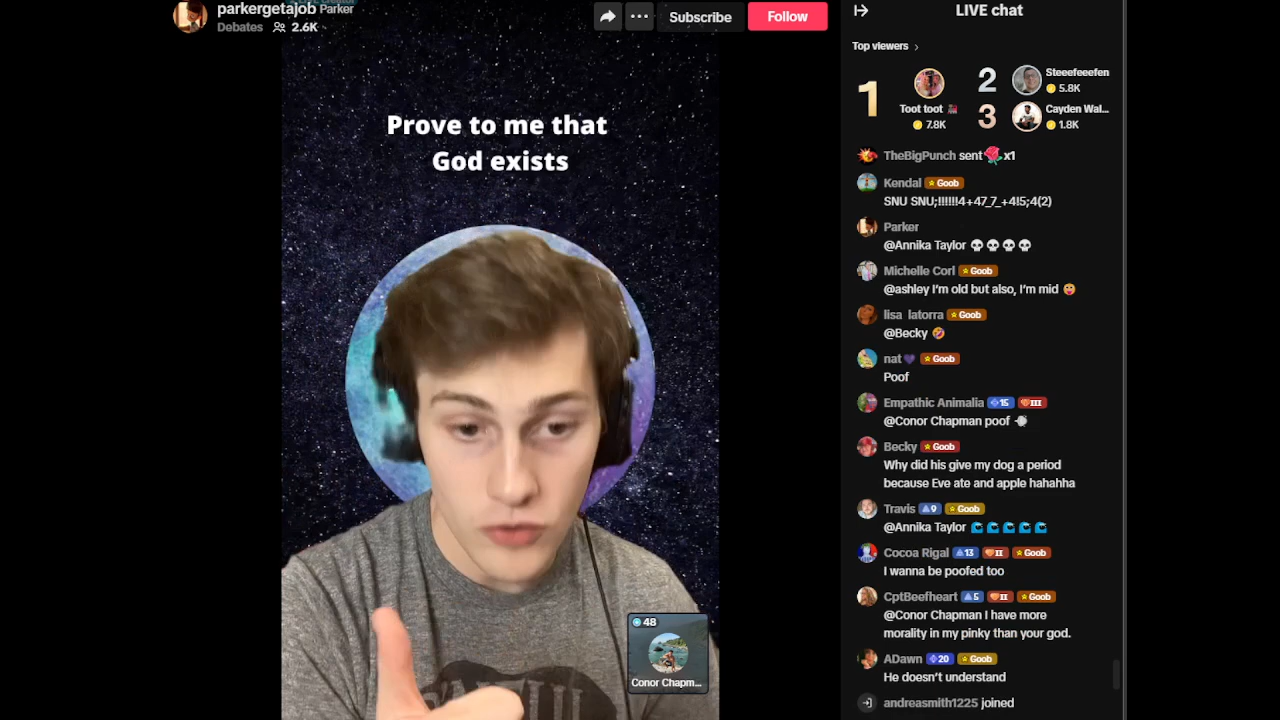 parkergetajob Parker
Debates 2.6K
Subscribe
Follow
Prove to me that
God exists
48
Conor Chapm...
LIVE chat
Top viewers >
1
Toot toot
7.8K
2
Steeefeeefen
5.8K
3
Cayden Wal...
1.8K
TheBigPunch sent x1
Kendal Goob
SNU SNU;!!!!!!4+47_7_+4!5;4(2)
Parker
@Annika Taylor 💀💀💀💀
Michelle Corl Goob
@ashley I'm old but also, I'm mid 🤪
lisa latorra Goob
@Becky 🤣
nat💜 Goob
Poof
Empathic Animalia 15 III
@Conor Chapman poof
Becky Goob
Why did his give my dog a period
because Eve ate and apple hahahha
Travis 9 Goob
@Annika Taylor 🌊🌊🌊🌊🌊
Cocoa Rigal 13 II Goob
I wanna be poofed too
CptBeefheart 5 II Goob
@Conor Chapman I have more
morality in my pinky than your god.
ADawn 20 Goob
He doesn't understand
andreasmith1225 joined